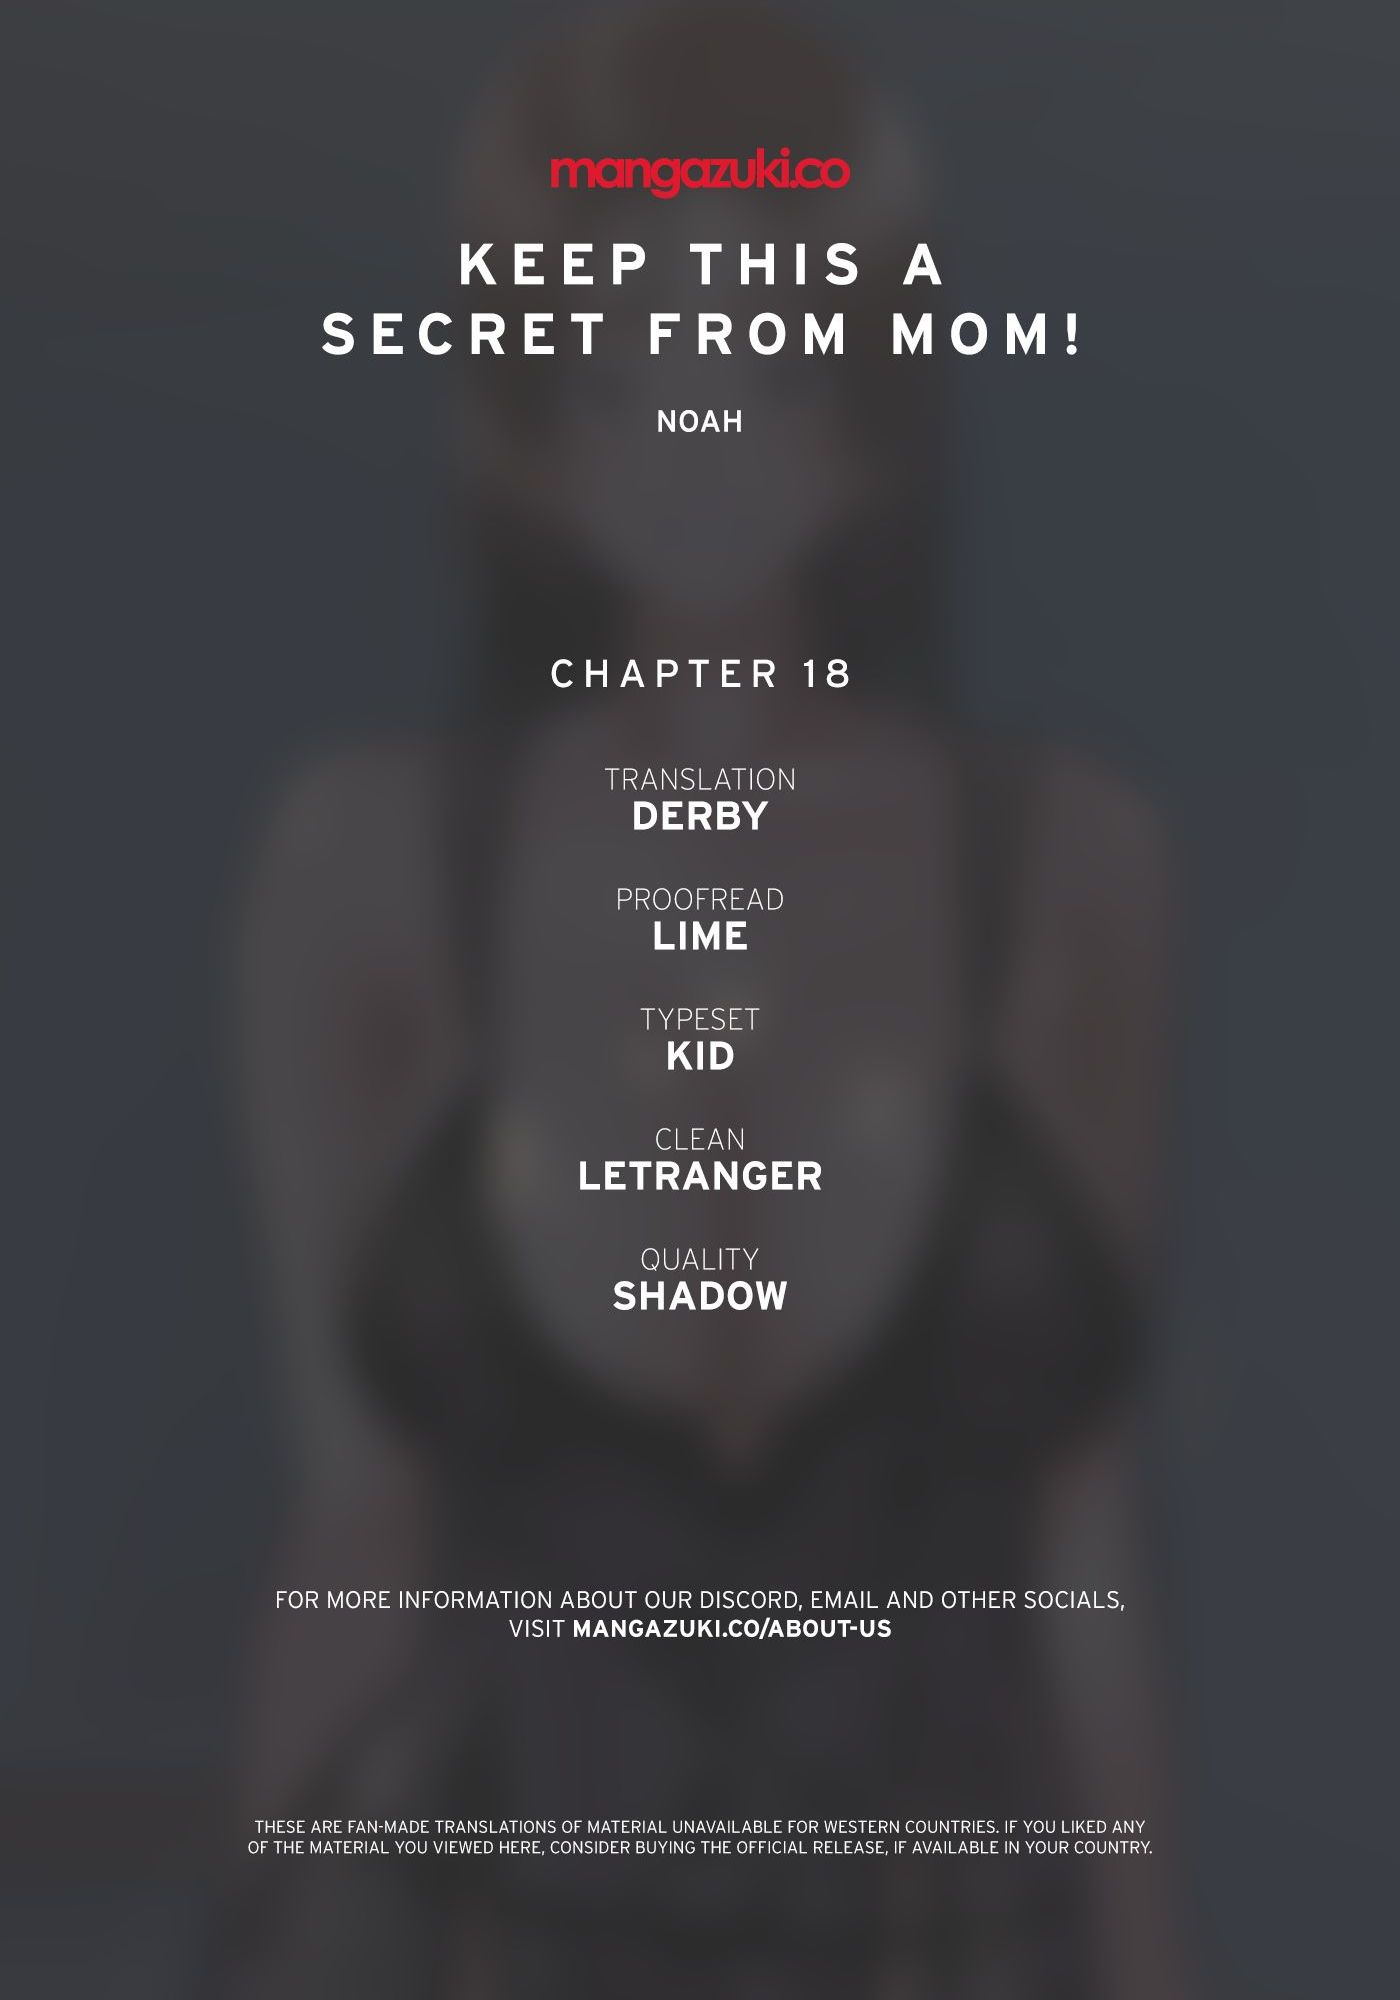 mangazuki.co
KEEP THIS A
SECRET FROM MOM!
NOAH
CHAPTER 18
TRANSLATION
DERBY
PROOFREAD
LIME
TYPESET
KID
CLEAN
LETRANGER
QUALITY
SHADOW
FOR MORE INFORMATION ABOUT OUR DISCORD, EMAIL AND OTHER SOCIALS,
VISIT MANGAZUKI.CO/ABOUT-US
THESE ARE FAN-MADE TRANSLATIONS OF MATERIAL UNAVAILABLE FOR WESTERN COUNTRIES. IF YOU LIKED ANY
OF THE MATERIAL YOU VIEWED HERE, CONSIDER BUYING THE OFFICIAL RELEASE, IF AVAILABLE IN YOUR COUNTRY.